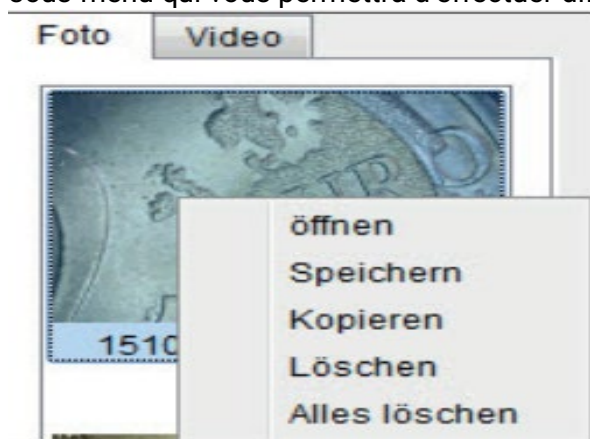 Foto Video
öffnen
Speichern
1510
Kopieren
Löschen
Alles löschen